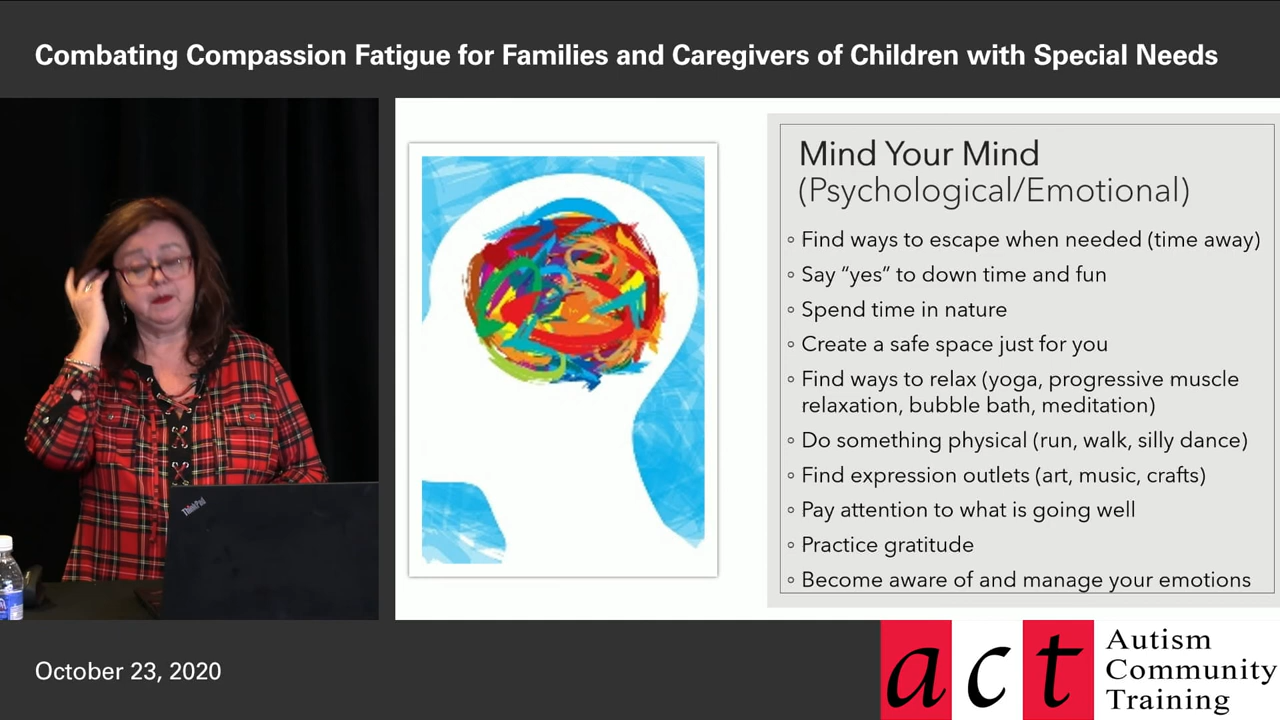 Combating Compassion Fatigue for Families and Caregivers of Children with Special Needs
Mind Your Mind
(Psychological/Emotional)
◦ Find ways to escape when needed (time away)
◦ Say “yes” to down time and fun
◦ Spend time in nature
◦ Create a safe space just for you
◦ Find ways to relax (yoga, progressive muscle
relaxation, bubble bath, meditation)
◦ Do something physical (run, walk, silly dance)
◦ Find expression outlets (art, music, crafts)
◦ Pay attention to what is going well
◦ Practice gratitude
◦ Become aware of and manage your emotions
ThinkPad
October 23, 2020
act
Autism
Community
Training